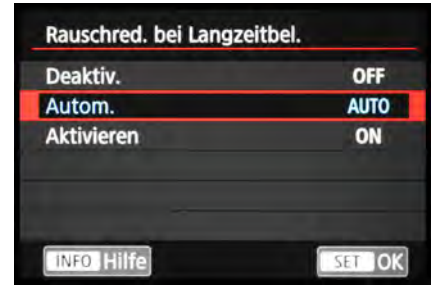 Rauschred. bei Langzeitbel.
Deaktiv. OFF
Autom. AUTO
Aktivieren ON
INFO Hilfe SET OK